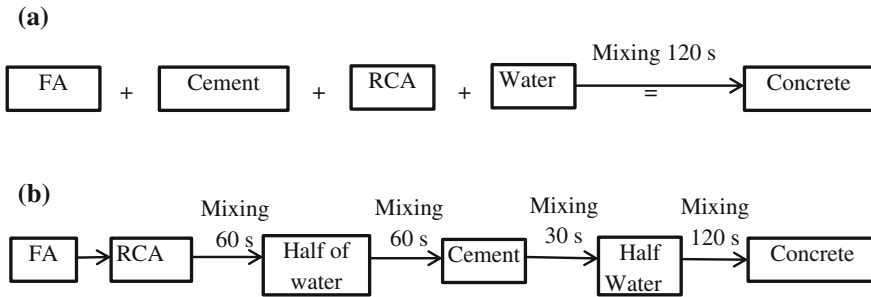 (a)
Mixing 120 s
FA + Cement + RCA + Water = Concrete
(b)
Mixing 60 s
Mixing 60 s
Mixing 30 s
Mixing 120 s
FA
RCA
Half of
water
Cement
Half
Water
Concrete